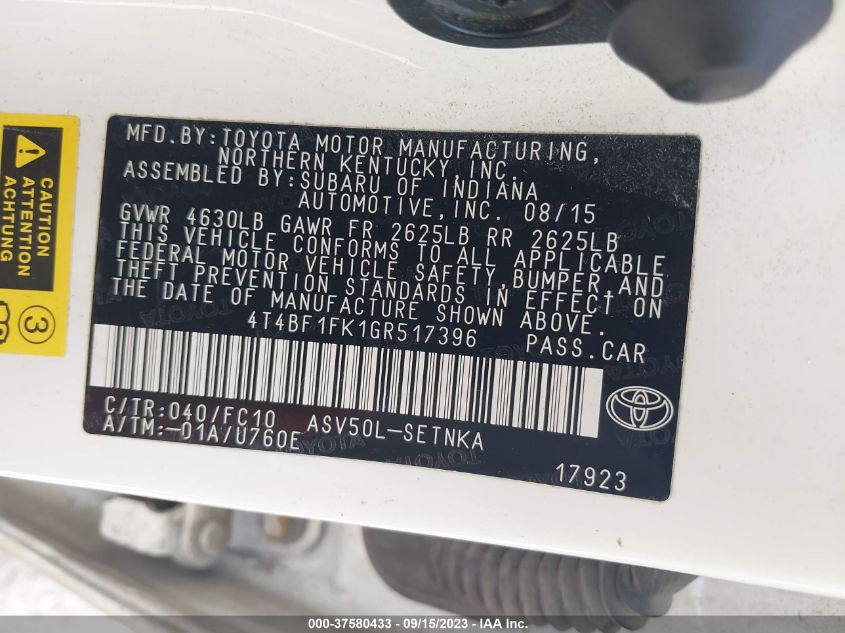 CAUTION
ATTENTION
3
MFD.BY:TOYOTA MOTOR MANUFACTURING,
NORTHERN KENTUCKY, INC.
ASSEMBLED BY:SUBARU OF INDIANA
AUTOMOTIVE,INC. 08/15
GVWR 4630LB GAWR FR 2625LB RR 2625LB
THIS VEHICLE CONFORMS TO ALL APPLICABLE
FEDERAL MOTOR VEHICLE SAFETY,BUMPER,AND
THEFT PREVENTION STANDARDS IN EFFECT ON
THE DATE OF MANUFACTURE SHOWN ABOVE.
4T4BF1FK1GR517396 PASS.CAR
C/TR:040/FC10 ASV50L-SETNKA
A/TM:-01A/U760E
17923
000-37580433 - 09/15/2023 - IAA Inc.